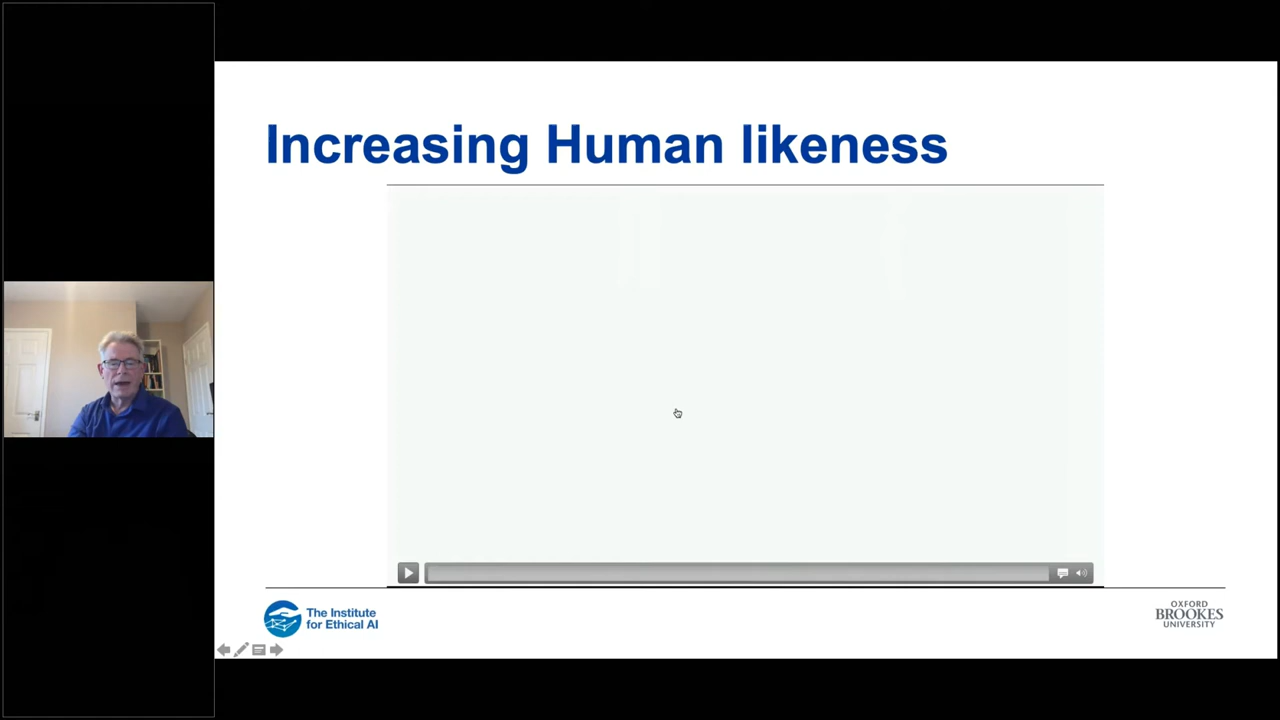 Increasing Human likeness
The Institute
for Ethical AI
OXFORD
BROOKES
UNIVERSITY